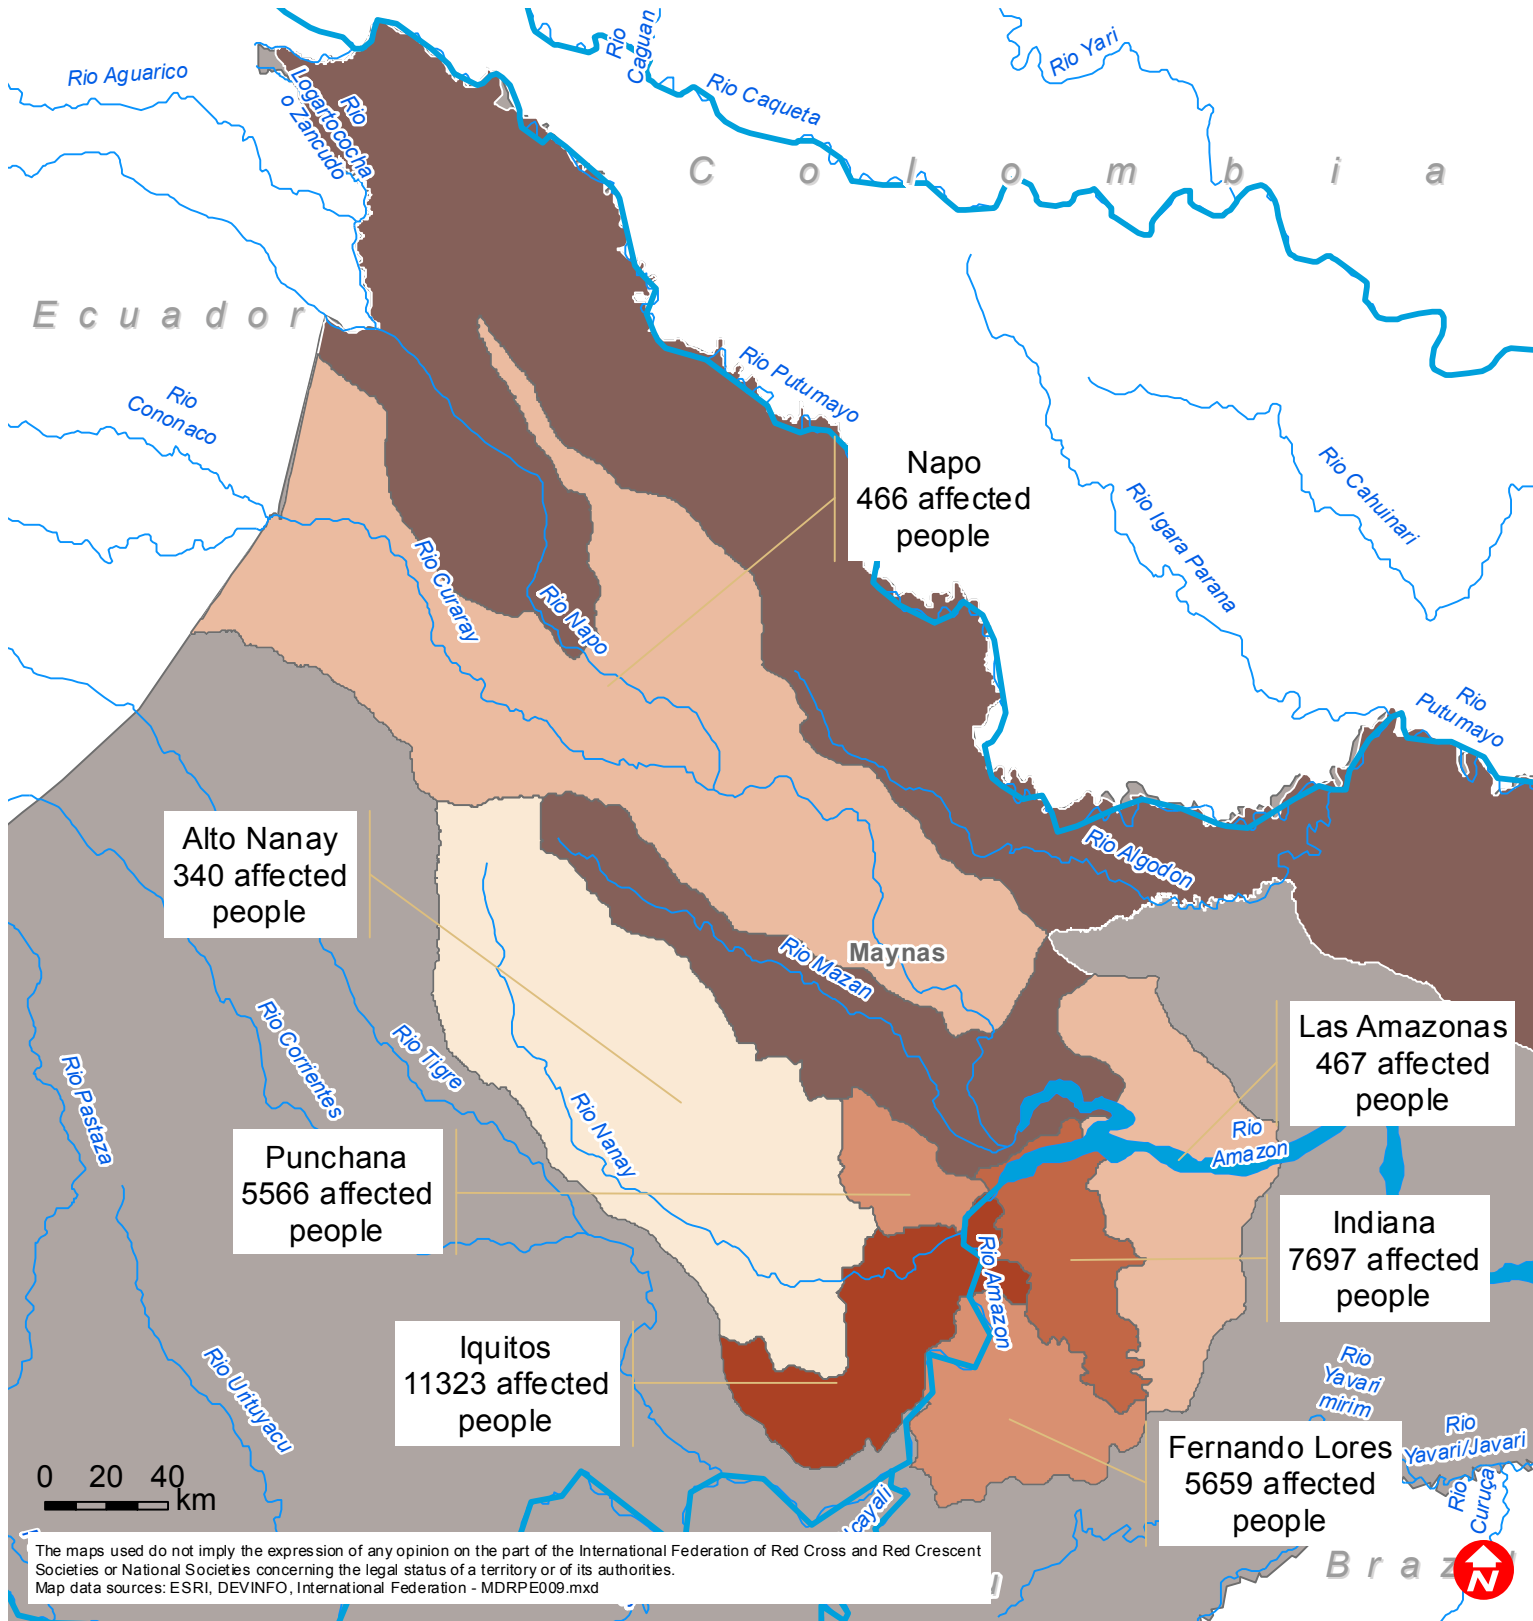 Rio
Caguan
Rio Yari
Rio Aguarico
Rio Caqueta
Rio
Logartococha
o Zancudo
Colombia
Ecuador
Rio Putumayo
Rio
Cononaco
Napo
466 affected
people
Rio Cahuinari
Rio Igara Parana
Rio Curaray
Rio Napo
Rio
Putumayo
Alto Nanay
340 affected
people
Rio Algodon
Rio Mazan
Maynas
Las Amazonas
467 affected
people
Rio Corrientes
Rio Tigre
Rio Pastaza
Rio Nanay
Rio
Amazon
Punchana
5566 affected
people
Indiana
7697 affected
people
Rio Amazon
Iquitos
11323 affected
people
Rio Urituyacu
Rio
Yavari
mirim
Rio
Yavari/Javari
Fernando Lores
5659 affected
people
Rio
Curuça
0 20 40
km
The maps used do not imply the expression of any opinion on the part of the International Federation of Red Cross and Red Crescent
Societies or National Societies concerning the legal status of a territory or of its authorities.
Map data sources: ESRI, DEVINFO, International Federation - MDRPE009.mxd
N